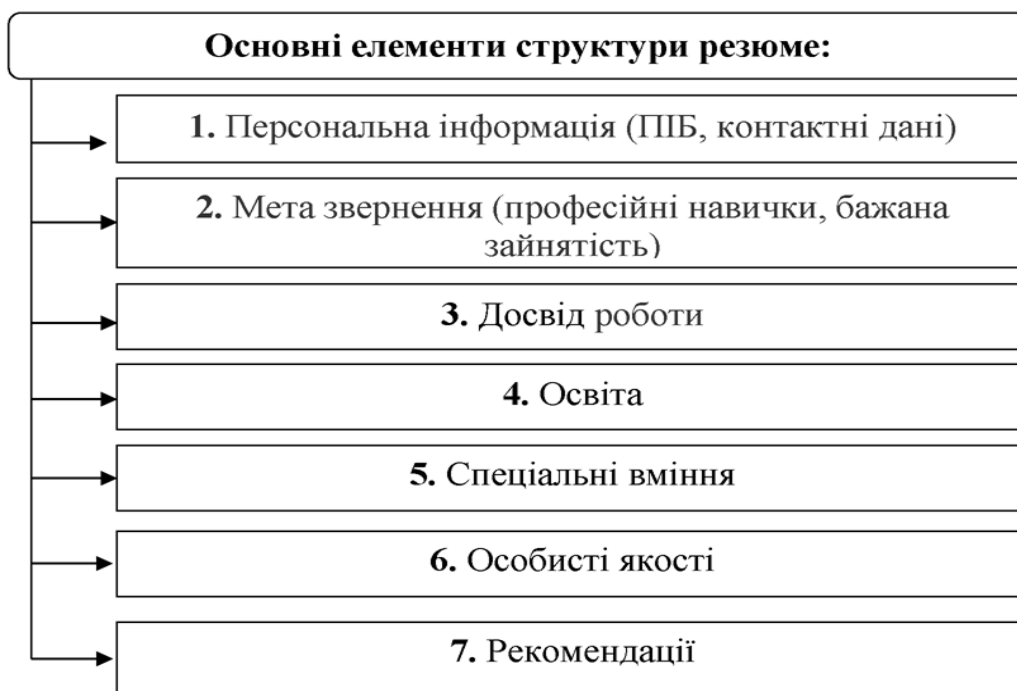 Основні елементи структури резюме:
1. Персональна інформація (ПІБ, контактні дані)
2. Мета звернення (професійні навички, бажана
зайнятість)
3. Досвід роботи
4. Освіта
5. Спеціальні вміння
6. Особисті якості
7. Рекомендації